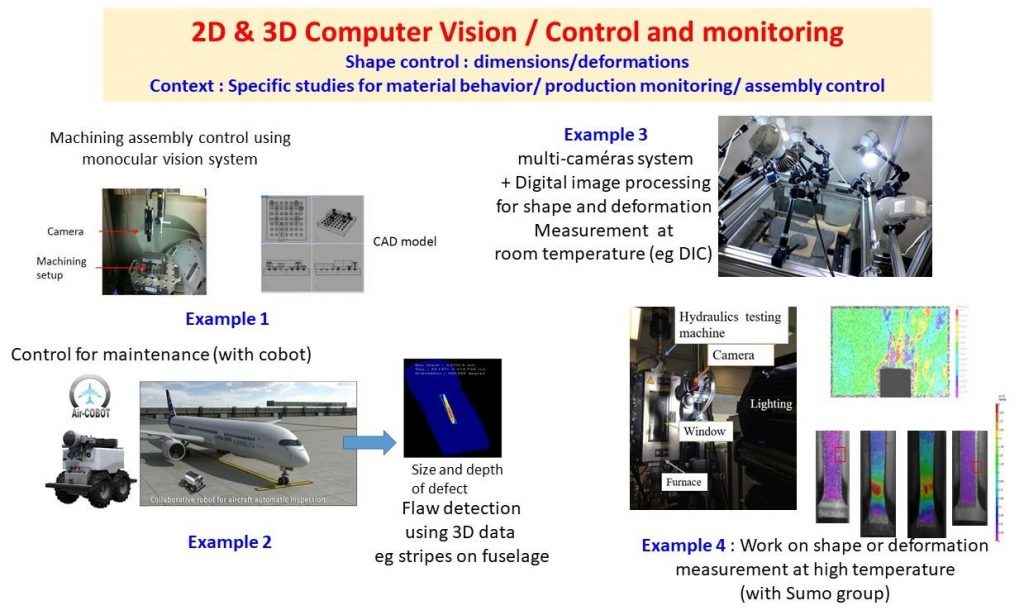 2D & 3D Computer Vision / Control and monitoring
Shape control : dimensions/deformations
Context : Specific studies for material behavior/ production monitoring/ assembly control
Machining assembly control using
monocular vision system
Camera
Machining
setup
CAD model
Example 1
Control for maintenance (with cobot)
Air-COBOT
Collaborative robot for aircraft automatic inspection
Example 2
Size and depth
of defect
Flaw detection
using 3D data
eg stripes on fuselage
Example 3
multi-caméras system
+ Digital image processing
for shape and deformation
Measurement at
room temperature (eg DIC)
Hydraulics testing
machine
Camera
Lighting
Window
Furnace
Example 4 : Work on shape or deformation
measurement at high temperature
(with Sumo group)